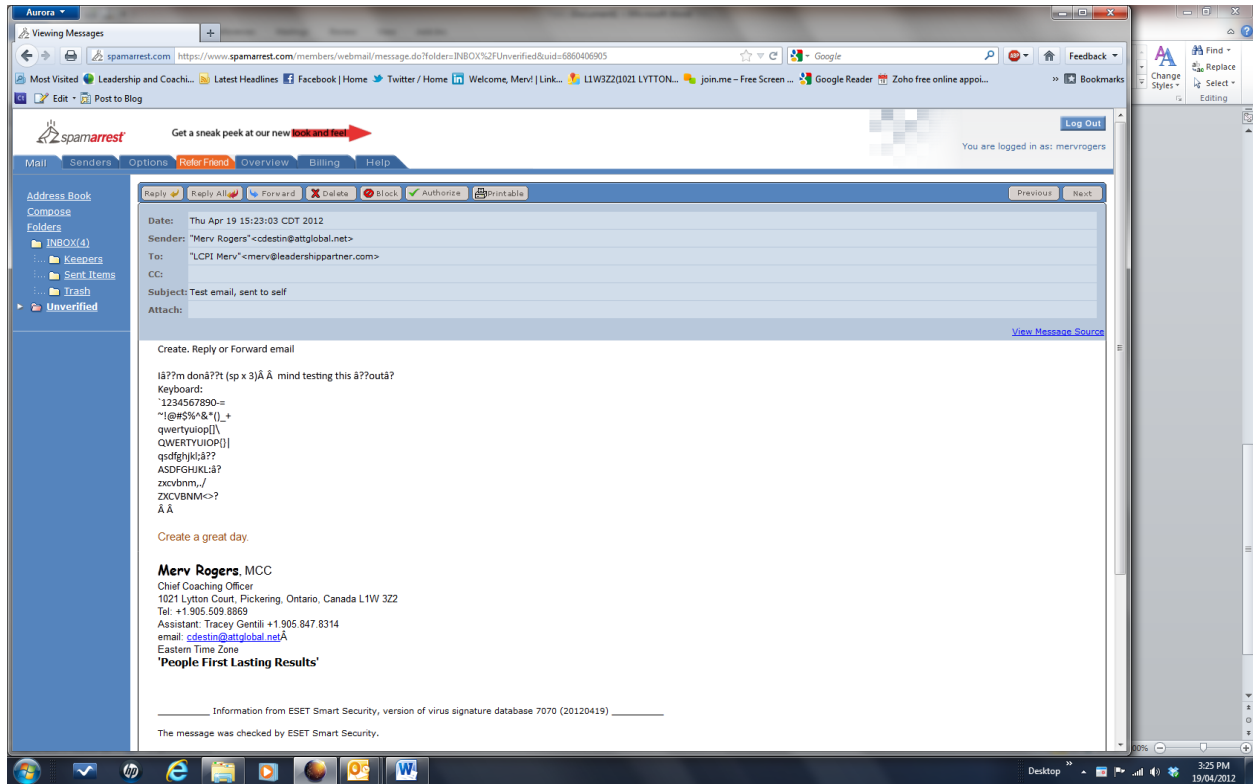 Aurora
Viewing Messages
spamarrest.com https://www.spamarrest.com/members/webmail/message.do?folder=INBOX%2FUnverified&uid=6860406905
Google
Feedback
Most Visited Leadership and Coachi... Latest Headlines Facebook | Home Twitter / Home Welcome, Merv! | Link... L1W3Z2(1021 LYTTON... join.me – Free Screen ... Google Reader Zoho free online appoi... » Bookmarks
Edit Post to Blog
Find
Replace
Select
Change Styles
Editing
spamarrest
Get a sneak peek at our new look and feel
Log Out
You are logged in as: mervrogers
Mail Senders Options Refer Friend Overview Billing Help
Address Book
Compose
Folders
INBOX(4)
Keepers
Sent Items
Trash
Unverified
Reply Reply All Forward Delete Block Authorize Printable Previous Next
Date: Thu Apr 19 15:23:03 CDT 2012
Sender: "Merv Rogers"<cdestin@attglobal.net>
To: "LCPI Merv"<merv@leadershippartner.com>
CC:
Subject: Test email, sent to self
Attach:
View Message Source
Create. Reply or Forward email
Iâ??m donâ??t (sp x 3)Â Â mind testing this â??outâ?
Keyboard:
`1234567890-=
~!@#$%^&*()_+
qwertyuiop[]\
QWERTYUIOP{}|
qsdfghjkl;â??
ASDFGHJKL:â?
zxcvbnm,./
ZXCVBNM<>?
Â Â
Create a great day.
Merv Rogers, MCC
Chief Coaching Officer
1021 Lytton Court, Pickering, Ontario, Canada L1W 3Z2
Tel: +1.905.509.8869
Assistant: Tracey Gentili +1.905.847.8314
email: cdestin@attglobal.netÂ
Eastern Time Zone
'People First Lasting Results'
__________ Information from ESET Smart Security, version of virus signature database 7070 (20120419) __________
The message was checked by ESET Smart Security.
Desktop »
3:25 PM
19/04/2012